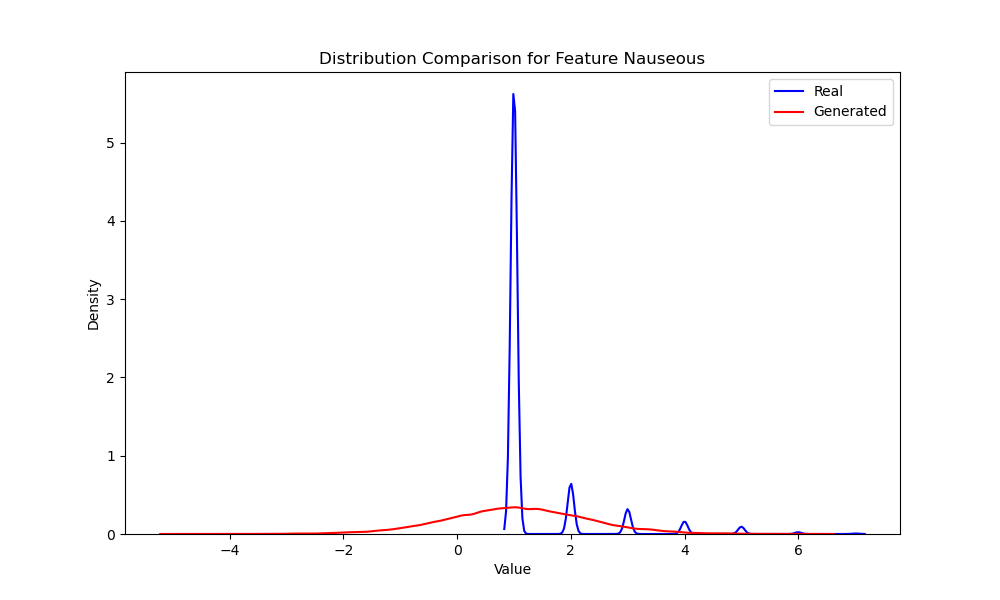 Distribution Comparison for Feature Nauseous
Real
Generated
Density
5
4
3
2
1
0
−4
−2
0
2
4
6
Value